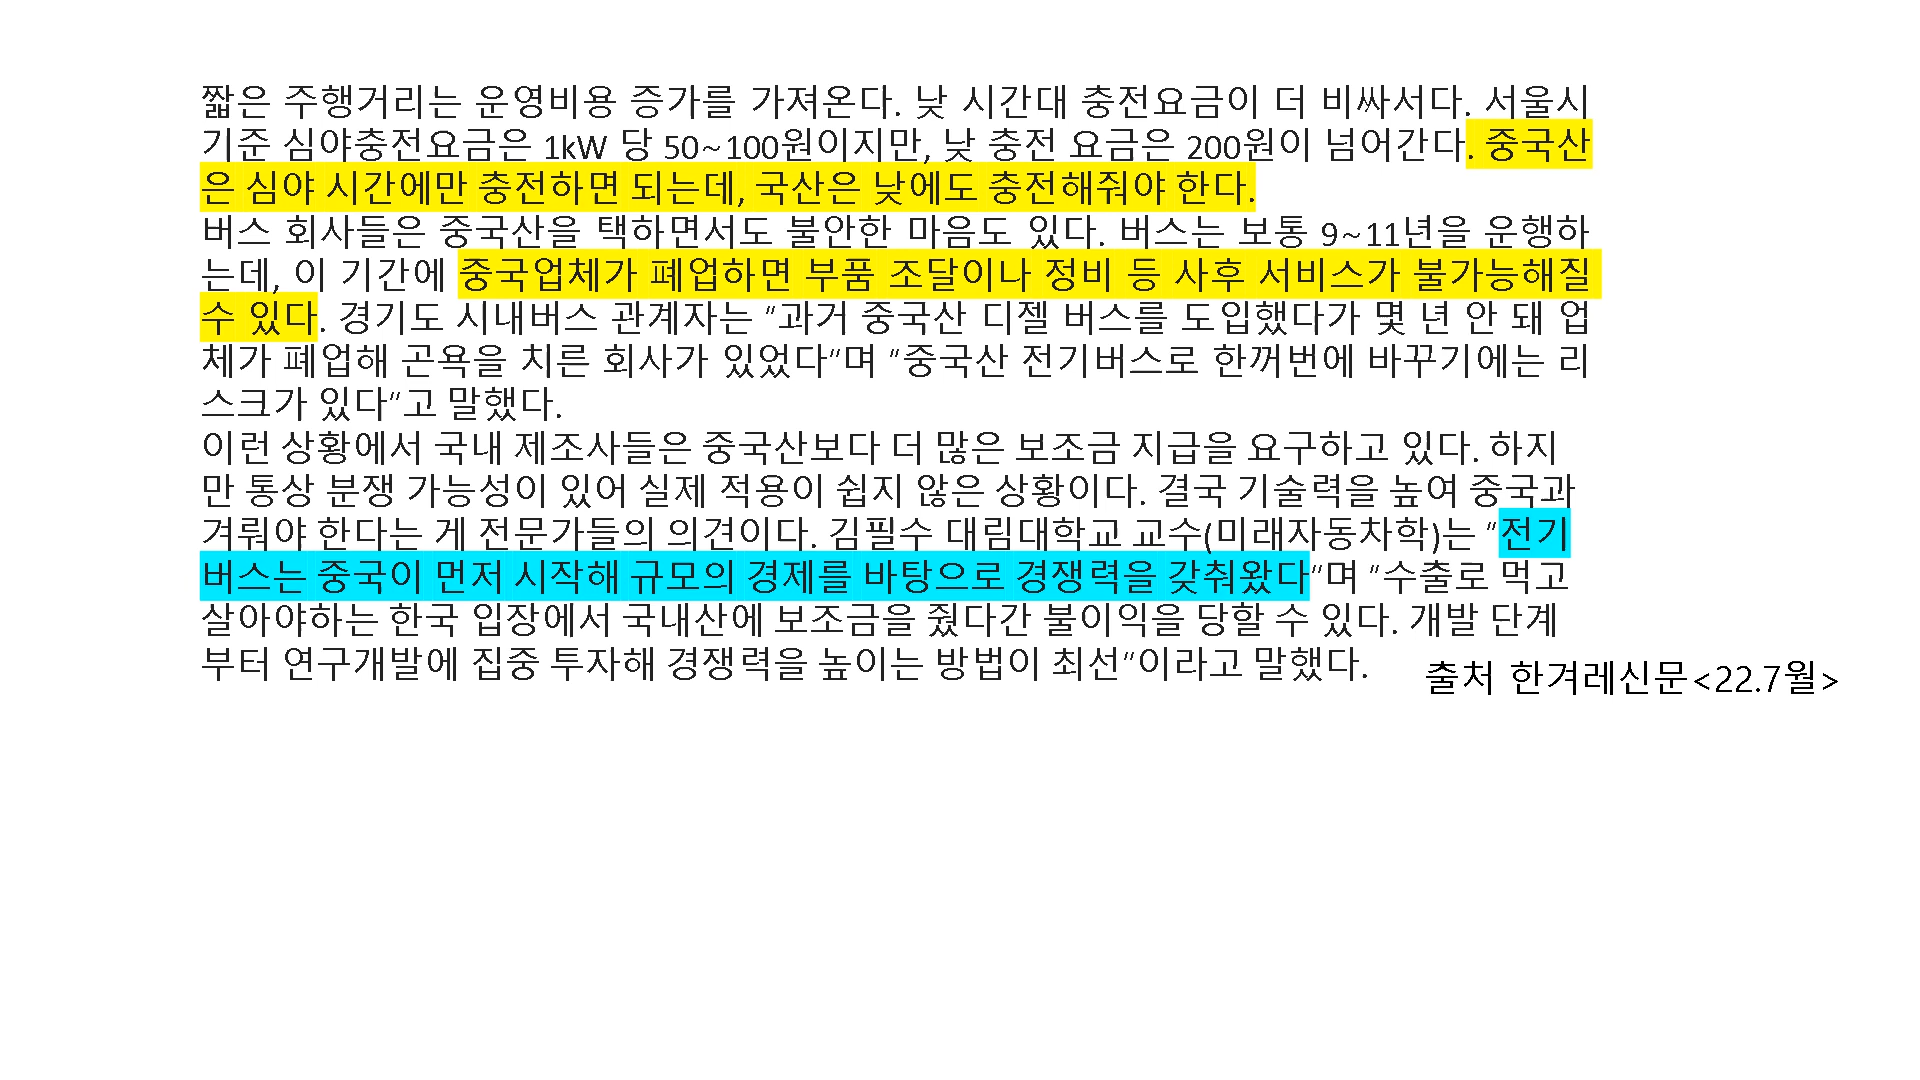 짧은 주행거리는 운영비용 증가를 가져온다. 낮 시간대 충전요금이 더 비싸서다. 서울시
기준 심야충전요금은 1kW 당 50~100원이지만, 낮 충전 요금은 200원이 넘어간다. 중국산
은 심야 시간에만 충전하면 되는데, 국산은 낮에도 충전해줘야 한다.
버스 회사들은 중국산을 택하면서도 불안한 마음도 있다. 버스는 보통 9~11년을 운행하
는데, 이 기간에 중국업체가 폐업하면 부품 조달이나 정비 등 사후 서비스가 불가능해질
수 있다. 경기도 시내버스 관계자는 "과거 중국산 디젤 버스를 도입했다가 몇 년 안 돼 업
체가 폐업해 곤욕을 치른 회사가 있었다"며 "중국산 전기버스로 한꺼번에 바꾸기에는 리
스크가 있다"고 말했다.
이런 상황에서 국내 제조사들은 중국산보다 더 많은 보조금 지급을 요구하고 있다. 하지
만 통상 분쟁 가능성이 있어 실제 적용이 쉽지 않은 상황이다. 결국 기술력을 높여 중국과
겨뤄야 한다는 게 전문가들의 의견이다. 김필수 대림대학교 교수(미래자동차학)는 "전기
버스는 중국이 먼저 시작해 규모의 경제를 바탕으로 경쟁력을 갖춰왔다"며 "수출로 먹고
살아야하는 한국 입장에서 국내산에 보조금을 줬다간 불이익을 당할 수 있다. 개발 단계
부터 연구개발에 집중 투자해 경쟁력을 높이는 방법이 최선"이라고 말했다.
출처 한겨레신문<22.7월>